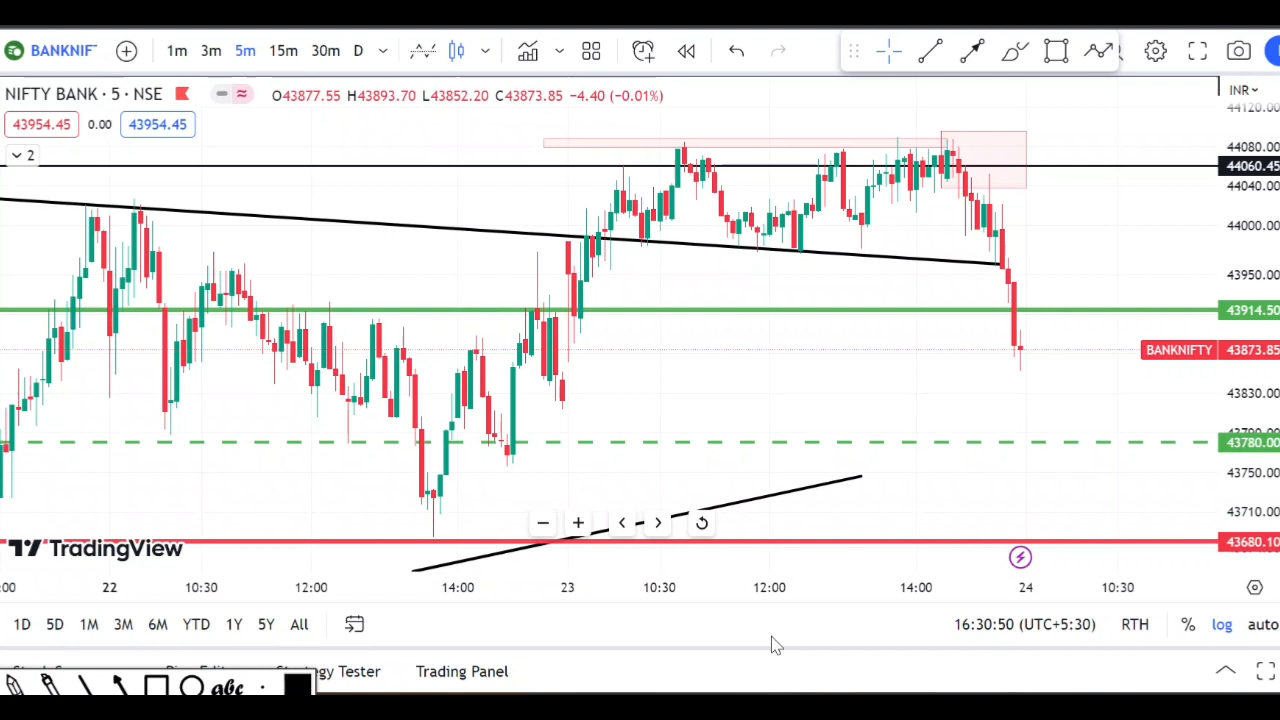 BANKNIF
1m 3m 5m 15m 30m D
NIFTY BANK · 5 · NSE
O43877.55 H43893.70 L43852.20 C43873.85 −4.40 (−0.01%)
INR
43954.45 0.00 43954.45
2
44120.00
44080.00
44060.45
44040.00
44000.00
43950.00
43914.50
BANKNIFTY 43873.85
43830.00
43780.00
43750.00
43710.00
43680.10
TradingView
22 10:30 12:00 14:00 23 10:30 12:00 14:00 24 10:30
1D 5D 1M 3M 6M YTD 1Y 5Y All
16:30:50 (UTC+5:30) RTH % log auto
Strategy Tester Trading Panel
abc